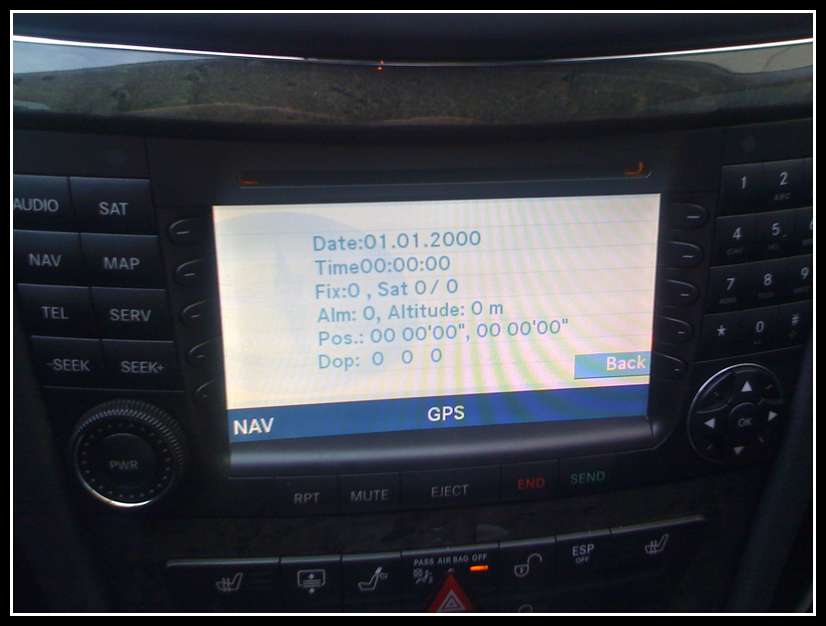 AUDIO SAT
NAV MAP
TEL SERV
-SEEK SEEK+
PWR
Date:01.01.2000
Time00:00:00
Fix:0 , Sat 0/ 0
Alm: 0, Altitude: 0 m
Pos.: 00 00'00", 00 00'00"
Dop: 0 0 0
Back
NAV GPS
1 2
ABC
4 5
7 8 9
* 0 #
OK
RPT MUTE EJECT END SEND
PASS AIR BAG OFF
ESP
OFF